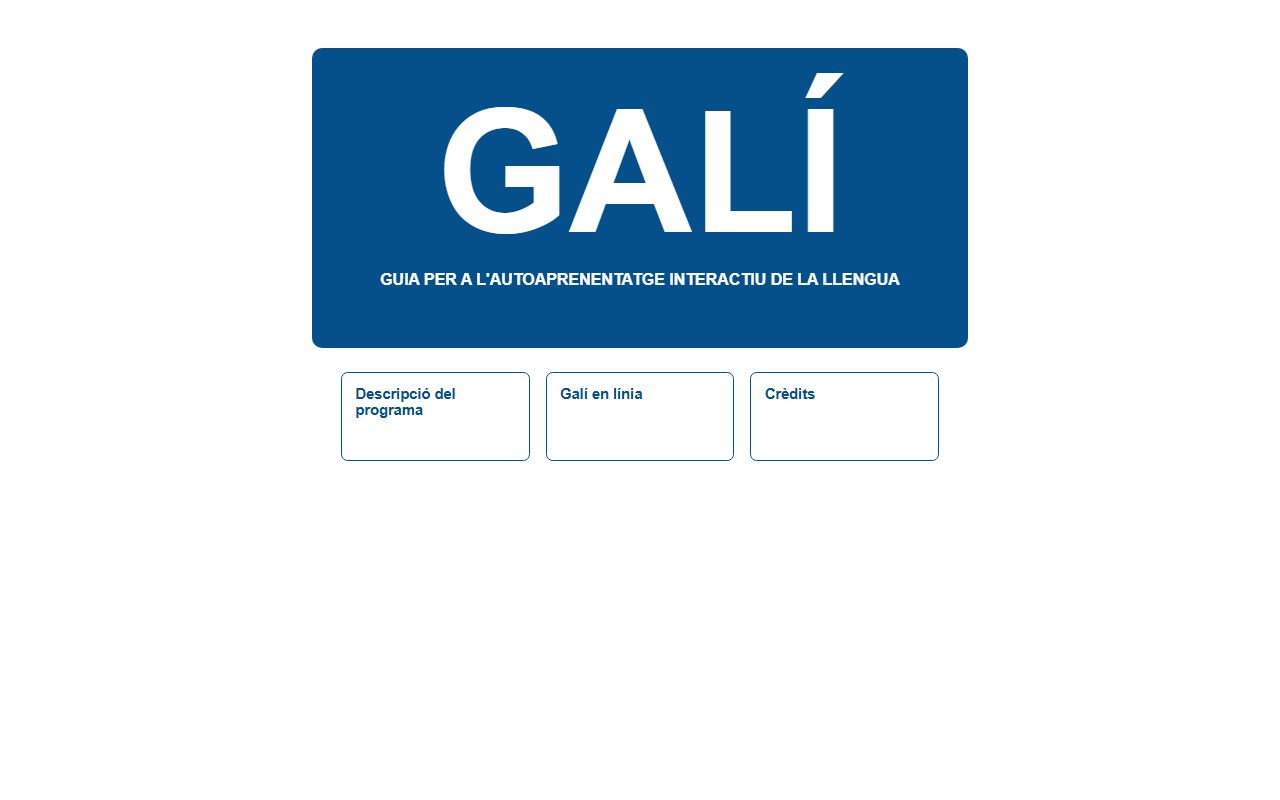 GALÍ
GUIA PER A L'AUTOAPRENENTATGE INTERACTIU DE LA LLENGUA
Descripció del
programa
Galí en línia
Crèdits